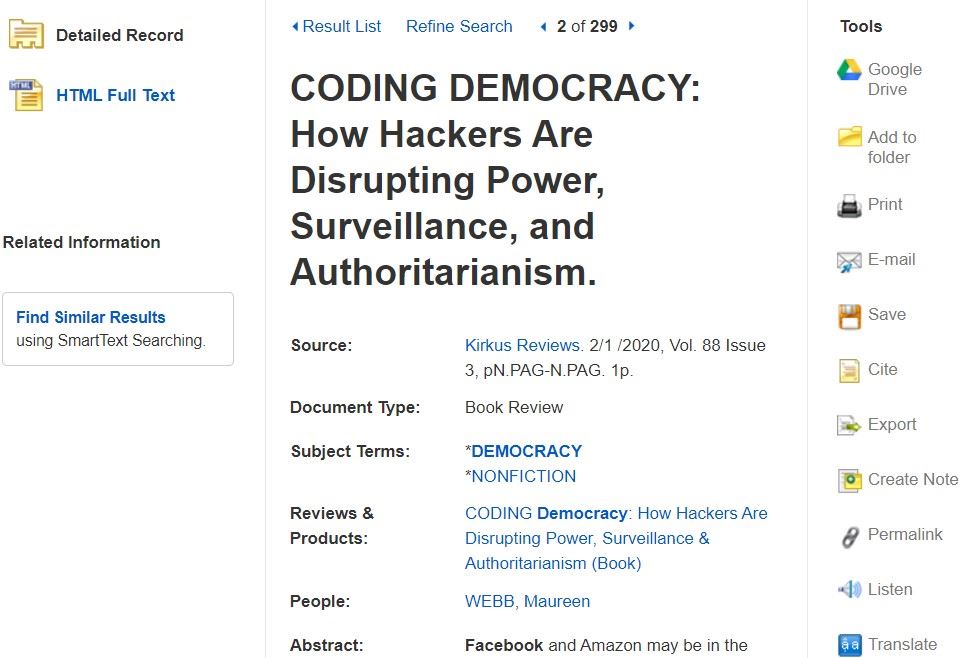 Detailed Record
HTML
HTML Full Text
Related Information
Find Similar Results
using SmartText Searching.
Result List Refine Search 2 of 299
CODING DEMOCRACY:
How Hackers Are
Disrupting Power,
Surveillance, and
Authoritarianism.
Source: Kirkus Reviews. 2/1 /2020, Vol. 88 Issue
3, pN.PAG-N.PAG. 1p.
Document Type: Book Review
Subject Terms: *DEMOCRACY
*NONFICTION
Reviews & CODING Democracy: How Hackers Are
Products: Disrupting Power, Surveillance &
Authoritarianism (Book)
People: WEBB, Maureen
Abstract: Facebook and Amazon may be in the
Tools
Google
Drive
Add to
folder
Print
E-mail
Save
Cite
Export
Create Note
Permalink
Listen
āā Translate